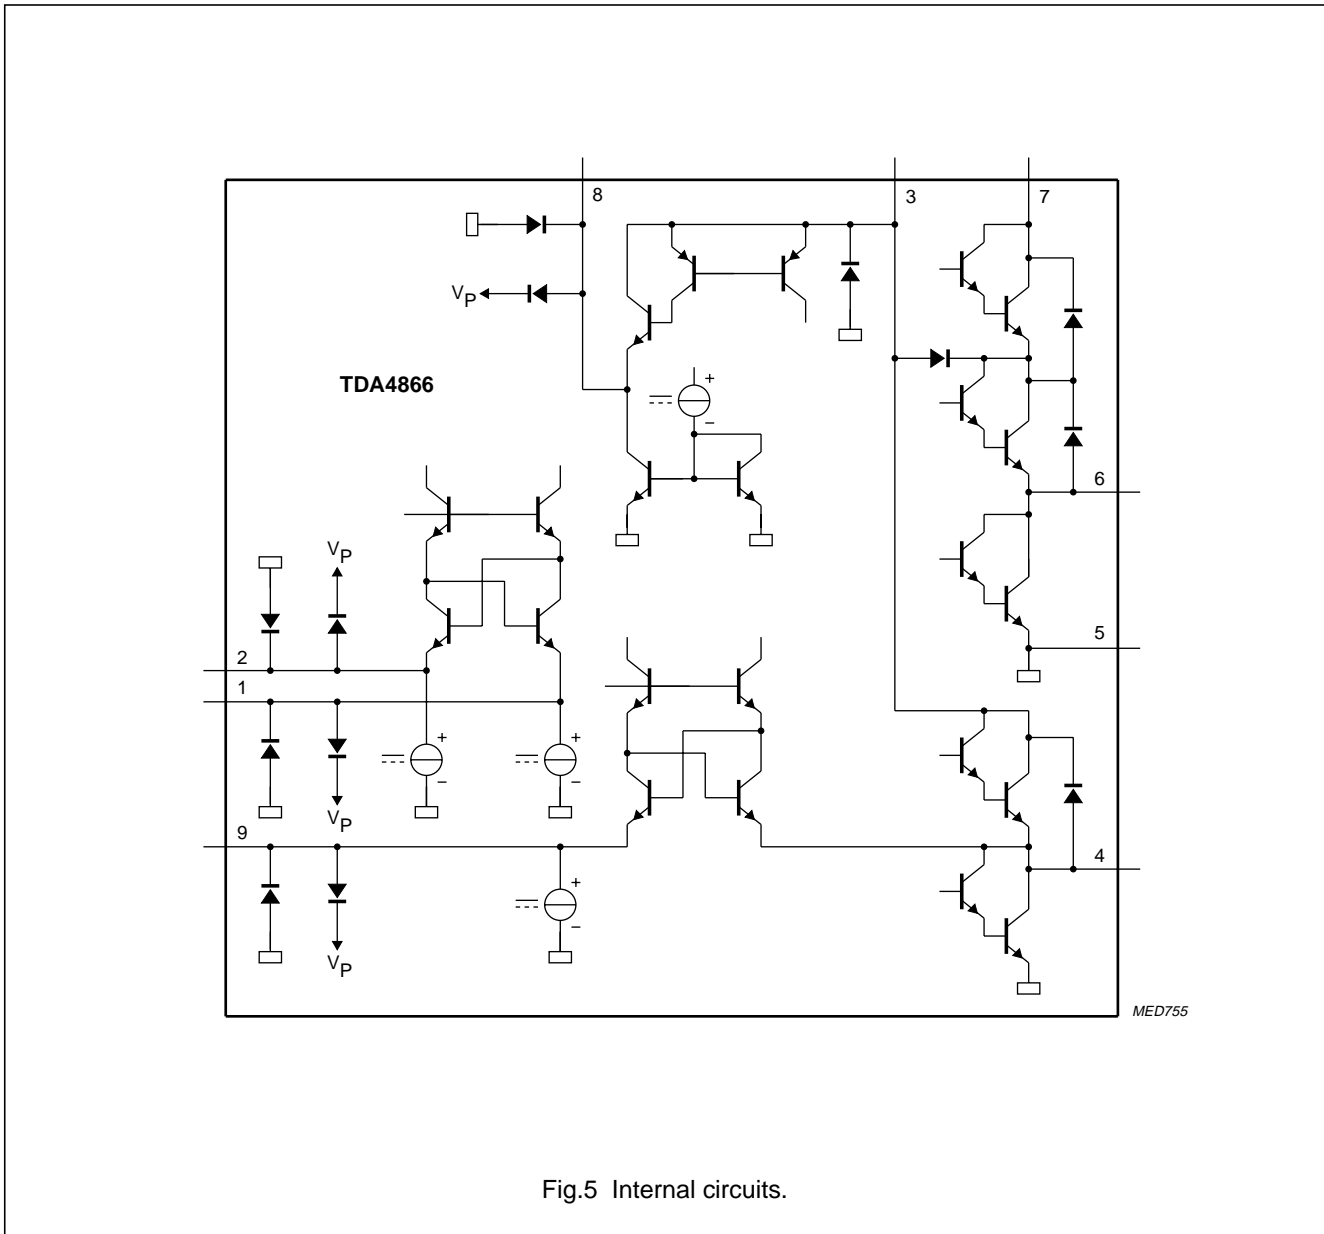 8
3
7
V_P
TDA4866
+
−
6
V_P
5
2
1
+
−
+
−
V_P
9
4
+
−
V_P
MED755
Fig.5 Internal circuits.